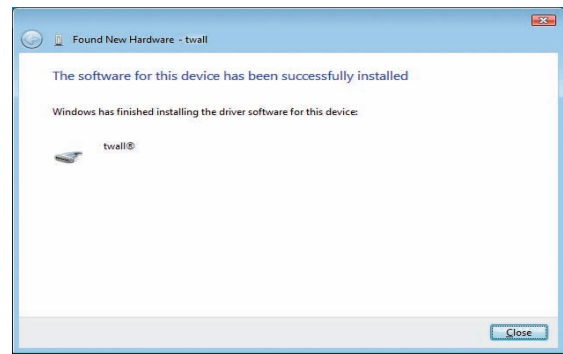 Found New Hardware - twall
The software for this device has been successfully installed
Windows has finished installing the driver software for this device:
twall®
Close